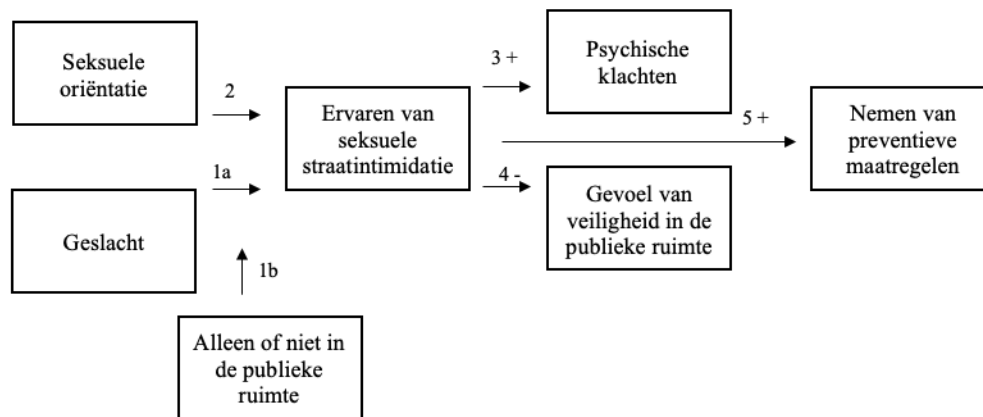 Seksuele
oriëntatie
2
Ervaren van
seksuele
straatintimidatie
3 +
Psychische
klachten
5 +
Nemen van
preventieve
maatregelen
1a
4 -
Gevoel van
veiligheid in de
publieke ruimte
Geslacht
1b
Alleen of niet in
de publieke
ruimte